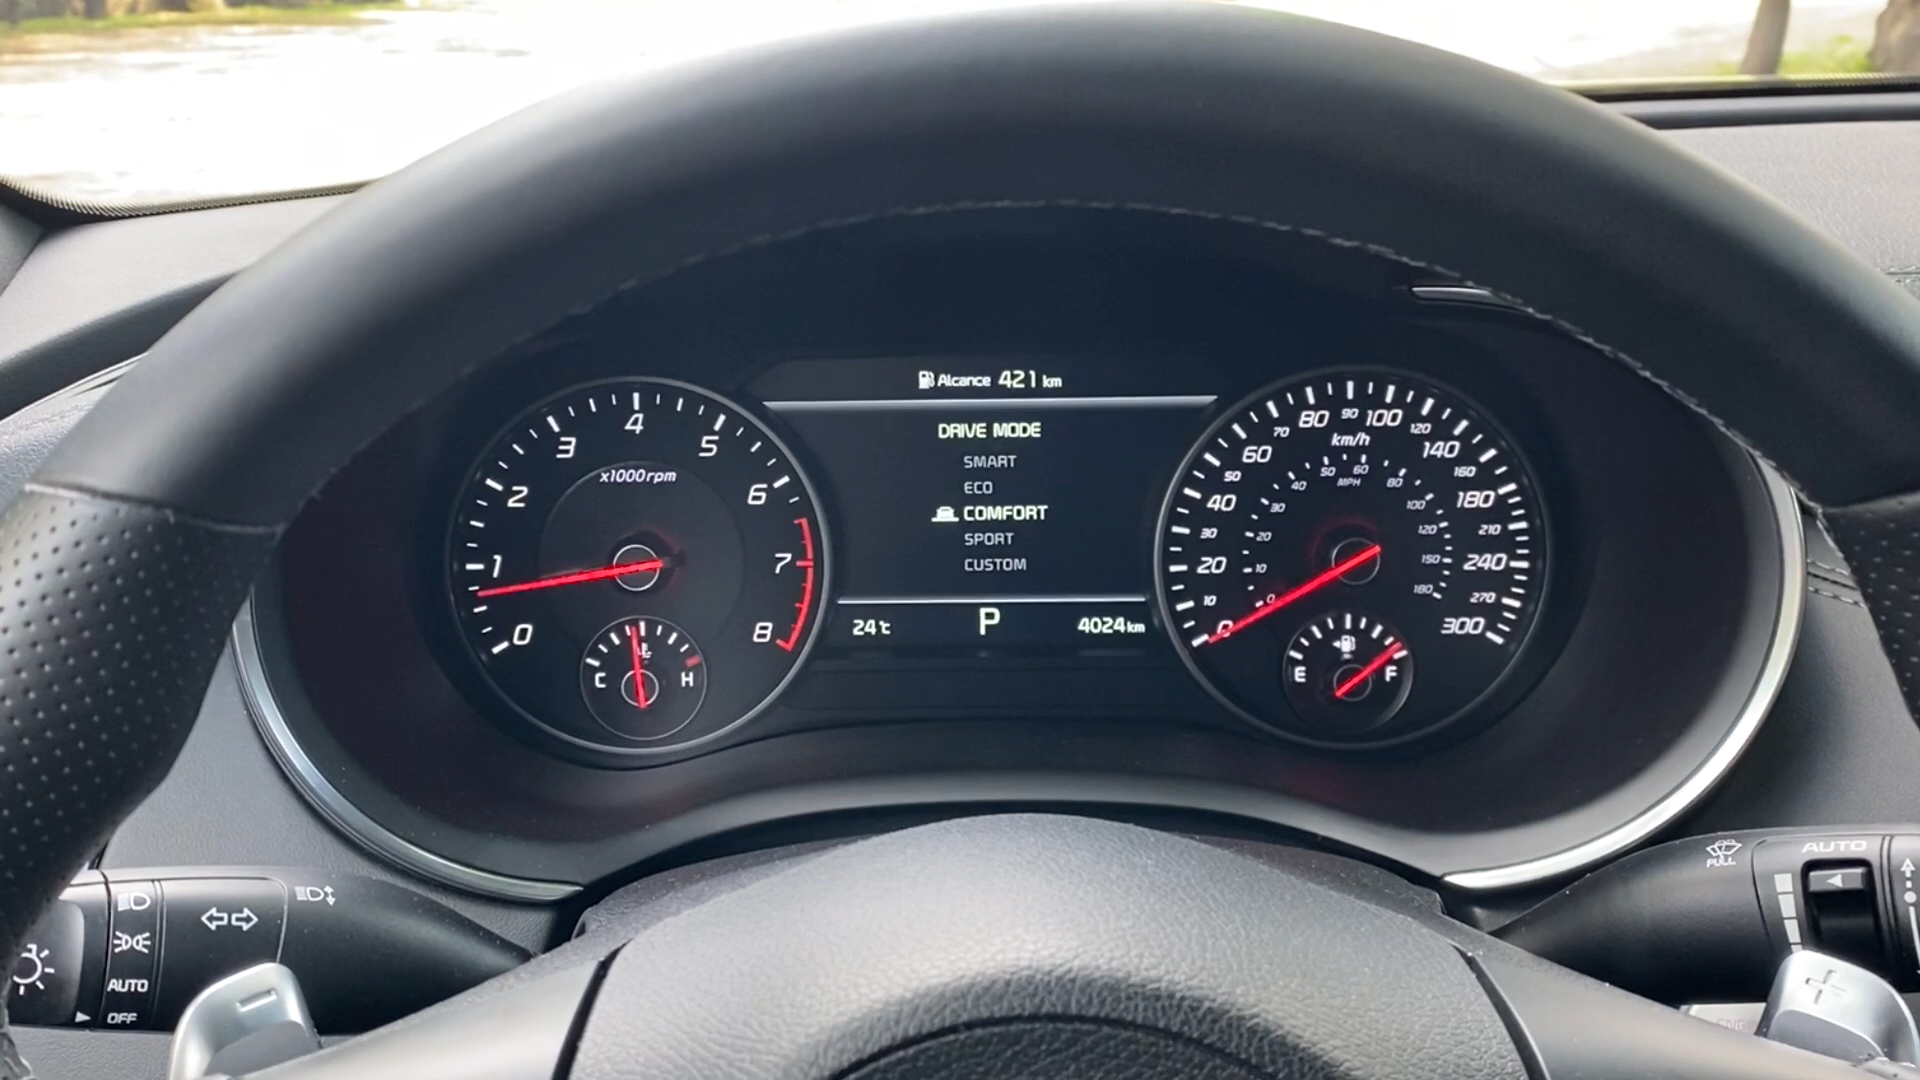 Alcance 421 km
DRIVE MODE
SMART
ECO
COMFORT
SPORT
CUSTOM
24°C
P
4024 km
x1000rpm
0
1
2
3
4
5
6
7
8
C
H
km/h
0
10
20
30
40
50
60
70
80
90
100
120
140
160
180
210
240
270
300
MPH
0
10
20
30
40
50
60
80
100
120
150
180
E
F
AUTO
OFF
PULL
AUTO
-
+